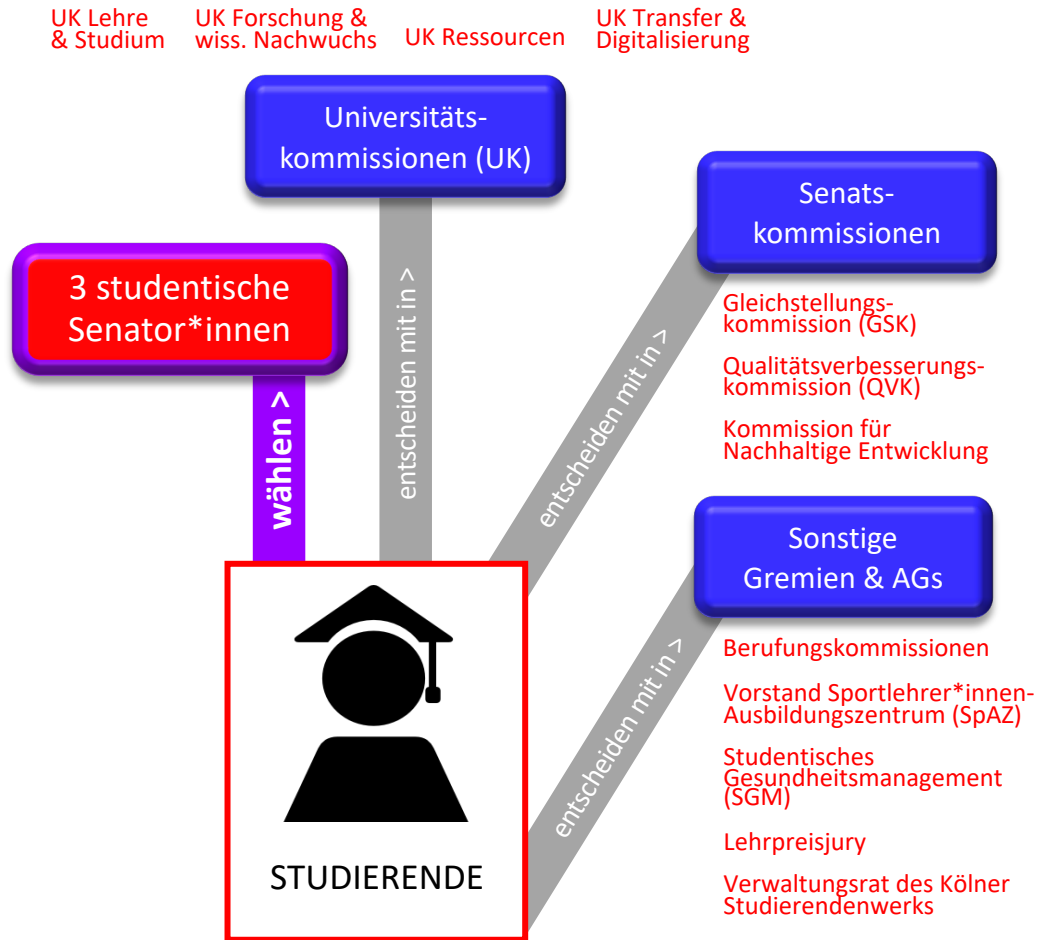 UK Lehre
& Studium
UK Forschung &
wiss. Nachwuchs
UK Ressourcen
UK Transfer &
Digitalisierung
Universitäts-
kommissionen (UK)
Senats-
kommissionen
3 studentische
Senator*innen
Gleichstellungs-
kommission (GSK)
Qualitätsverbesserungs-
kommission (QVK)
Kommission für
Nachhaltige Entwicklung
wählen >
entscheiden mit in >
entscheiden mit in >
entscheiden mit in >
Sonstige
Gremien & AGs
Berufungskommissionen
Vorstand Sportlehrer*innen-
Ausbildungszentrum (SpAZ)
Studentisches
Gesundheitsmanagement
(SGM)
Lehrpreisjury
Verwaltungsrat des Kölner
Studierendenwerks
STUDIERENDE